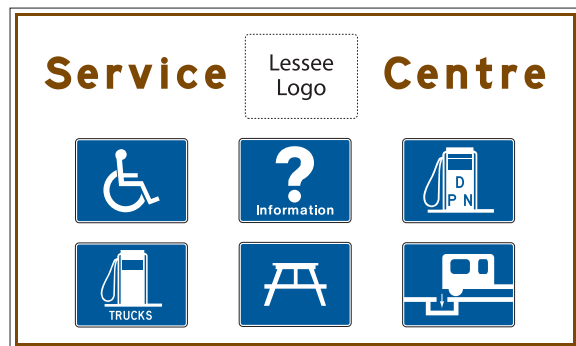 Service
Lessee
Logo
Centre
?
Information
D
P N
TRUCKS